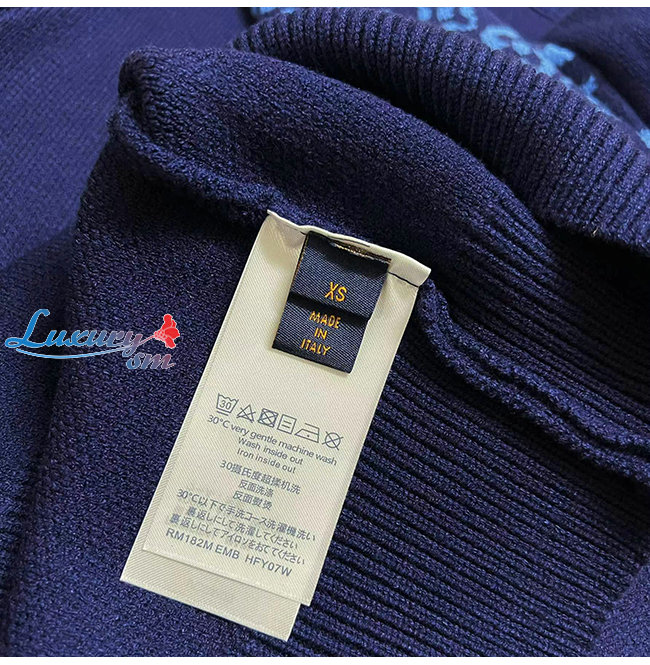 Luxury
sm
XS
MADE
IN
ITALY
30
30°C very gentle machine wash
Wash inside out
Iron inside out
30摄氏度超揉机洗
反面洗涤
反面熨烫
30℃以下で手洗コース洗濯機洗い
裏返しにして洗濯してください
裏返しにしてアイロンをおててください
RM182M EMB HFY07W